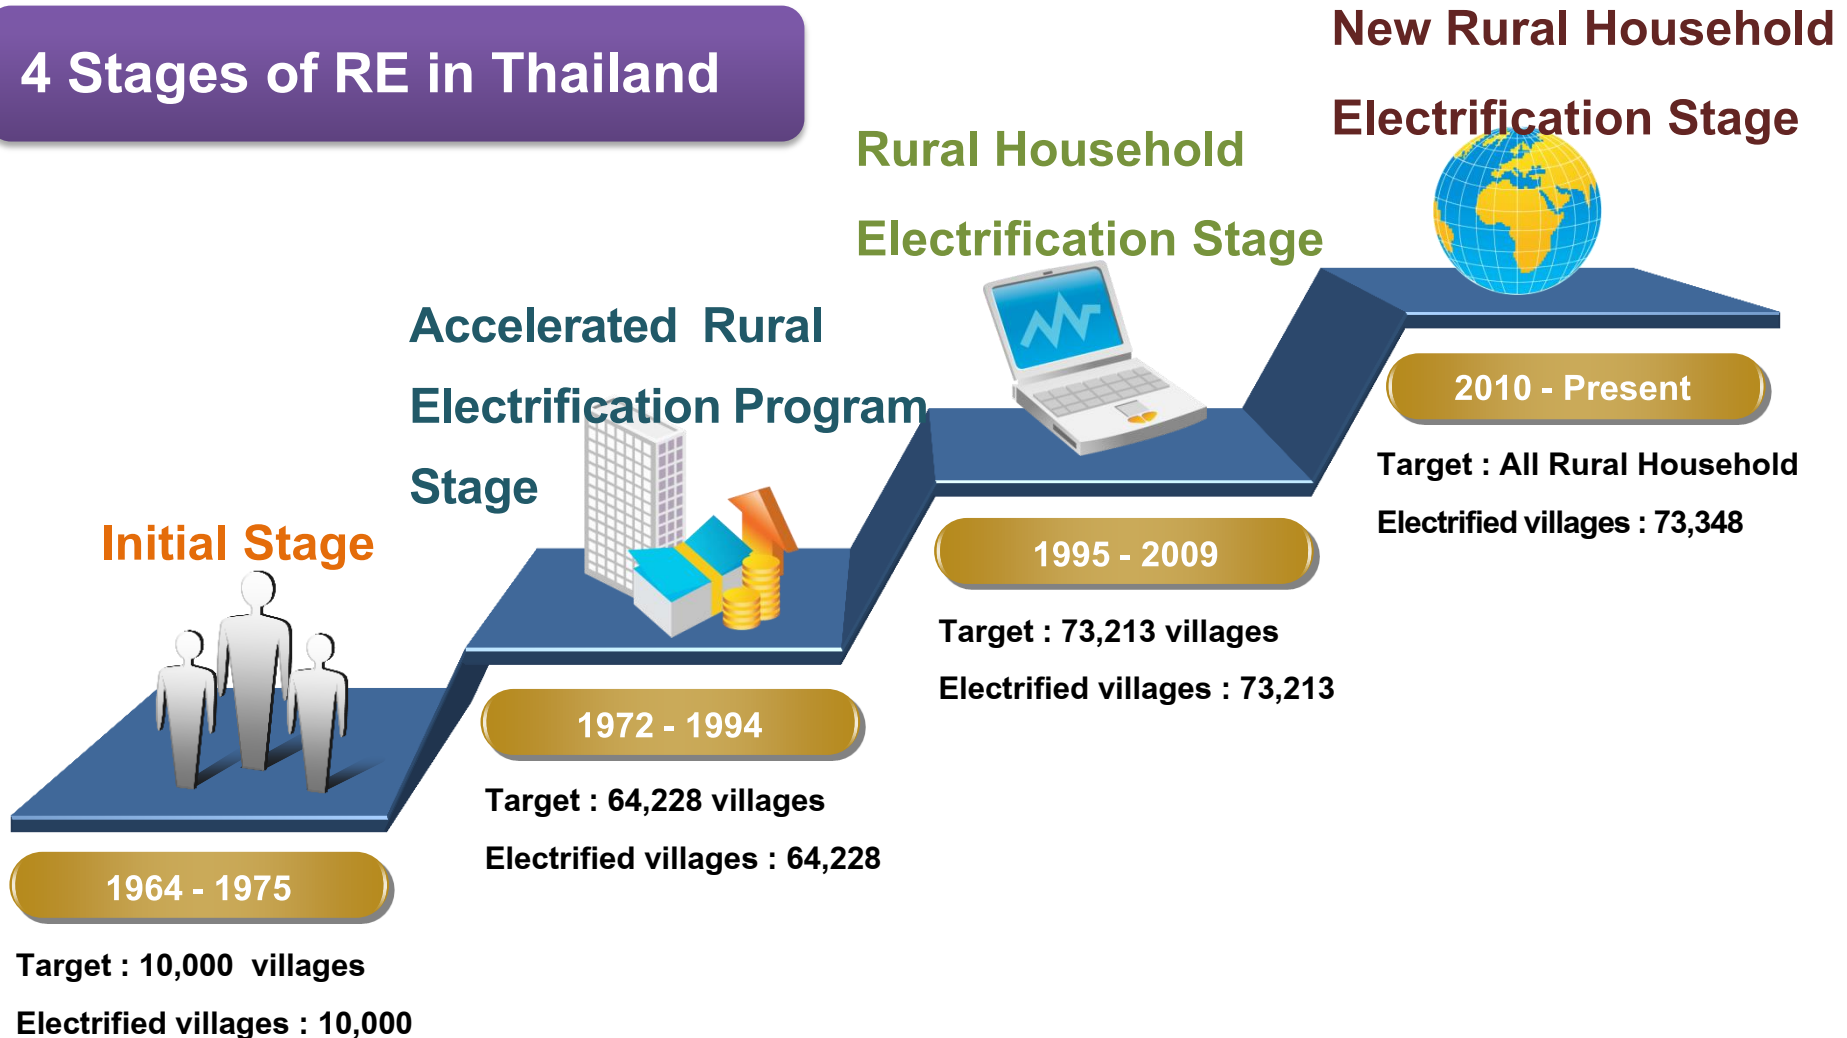 4 Stages of RE in Thailand
Initial Stage
1964 - 1975
Target : 10,000 villages
Electrified villages : 10,000
Accelerated Rural
Electrification Program
Stage
1972 - 1994
Target : 64,228 villages
Electrified villages : 64,228
Rural Household
Electrification Stage
1995 - 2009
Target : 73,213 villages
Electrified villages : 73,213
New Rural Household
Electrification Stage
2010 - Present
Target : All Rural Household
Electrified villages : 73,348